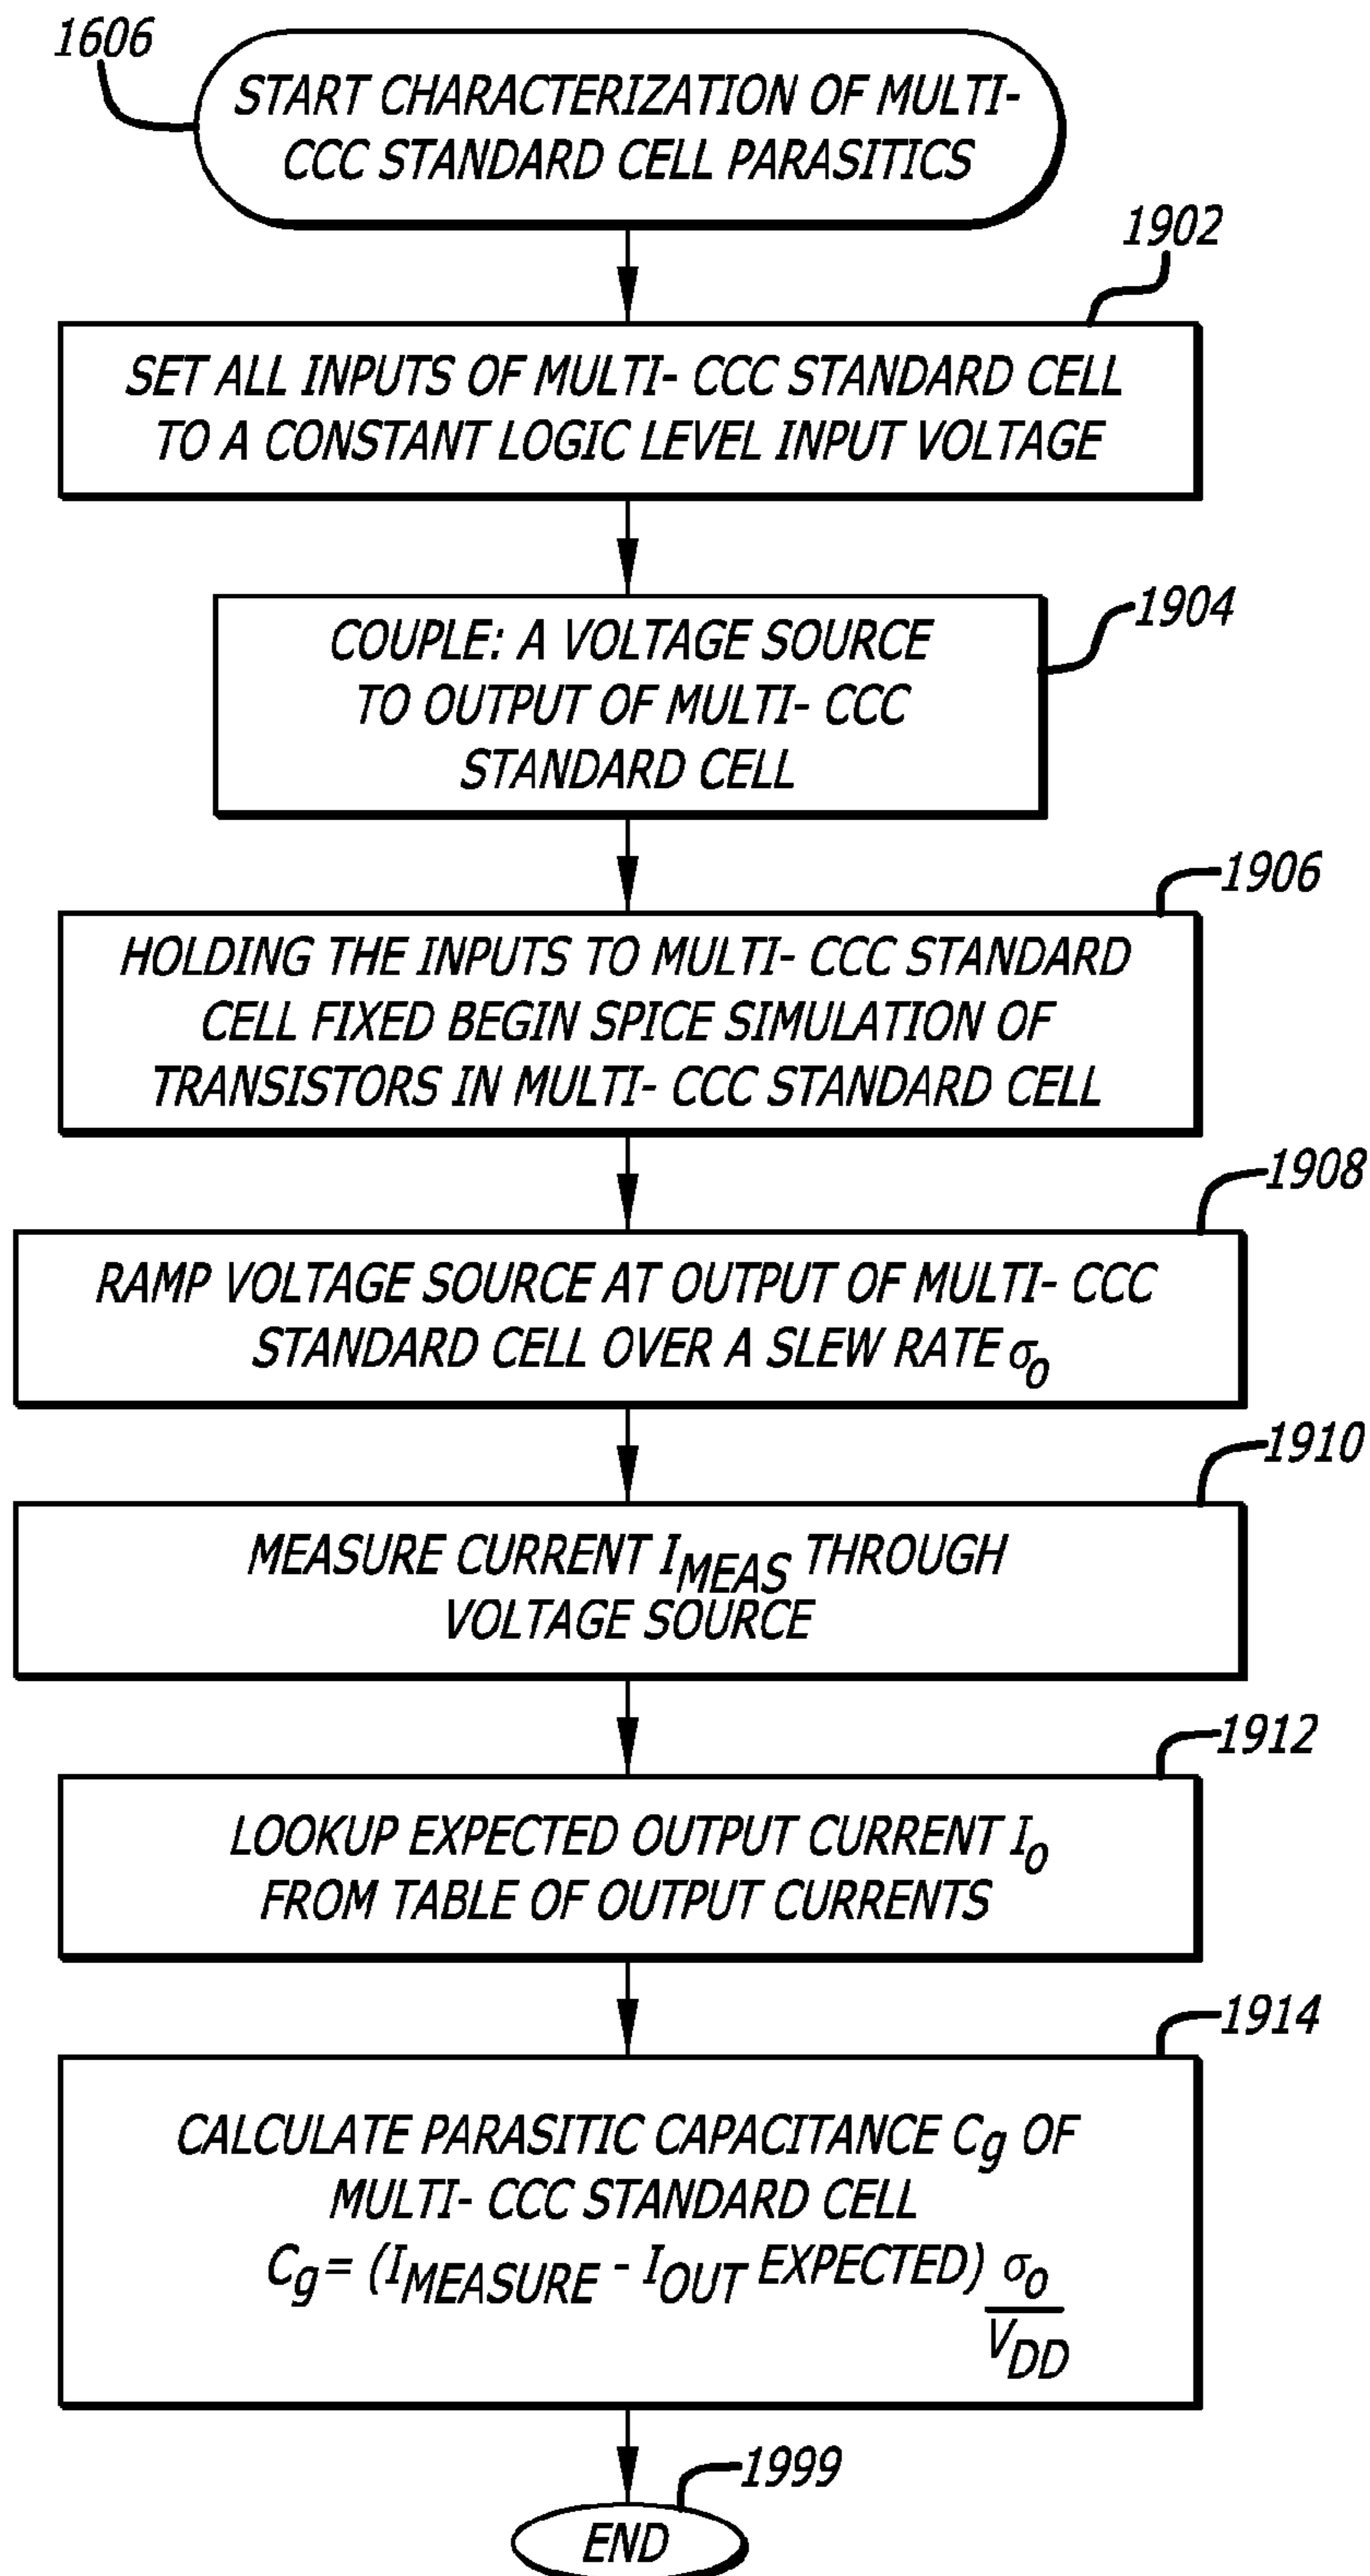 1606
START CHARACTERIZATION OF MULTI-
CCC STANDARD CELL PARASITICS
1902
SET ALL INPUTS OF MULTI- CCC STANDARD CELL
TO A CONSTANT LOGIC LEVEL INPUT VOLTAGE
1904
COUPLE: A VOLTAGE SOURCE
TO OUTPUT OF MULTI- CCC
STANDARD CELL
1906
HOLDING THE INPUTS TO MULTI- CCC STANDARD
CELL FIXED BEGIN SPICE SIMULATION OF
TRANSISTORS IN MULTI- CCC STANDARD CELL
1908
RAMP VOLTAGE SOURCE AT OUTPUT OF MULTI- CCC
STANDARD CELL OVER A SLEW RATE σo
1910
MEASURE CURRENT IMEAS THROUGH
VOLTAGE SOURCE
1912
LOOKUP EXPECTED OUTPUT CURRENT Io
FROM TABLE OF OUTPUT CURRENTS
1914
CALCULATE PARASITIC CAPACITANCE Cg OF
MULTI- CCC STANDARD CELL
Cg = (IMEASURE - IOUT EXPECTED) σo
VDD
1999
END